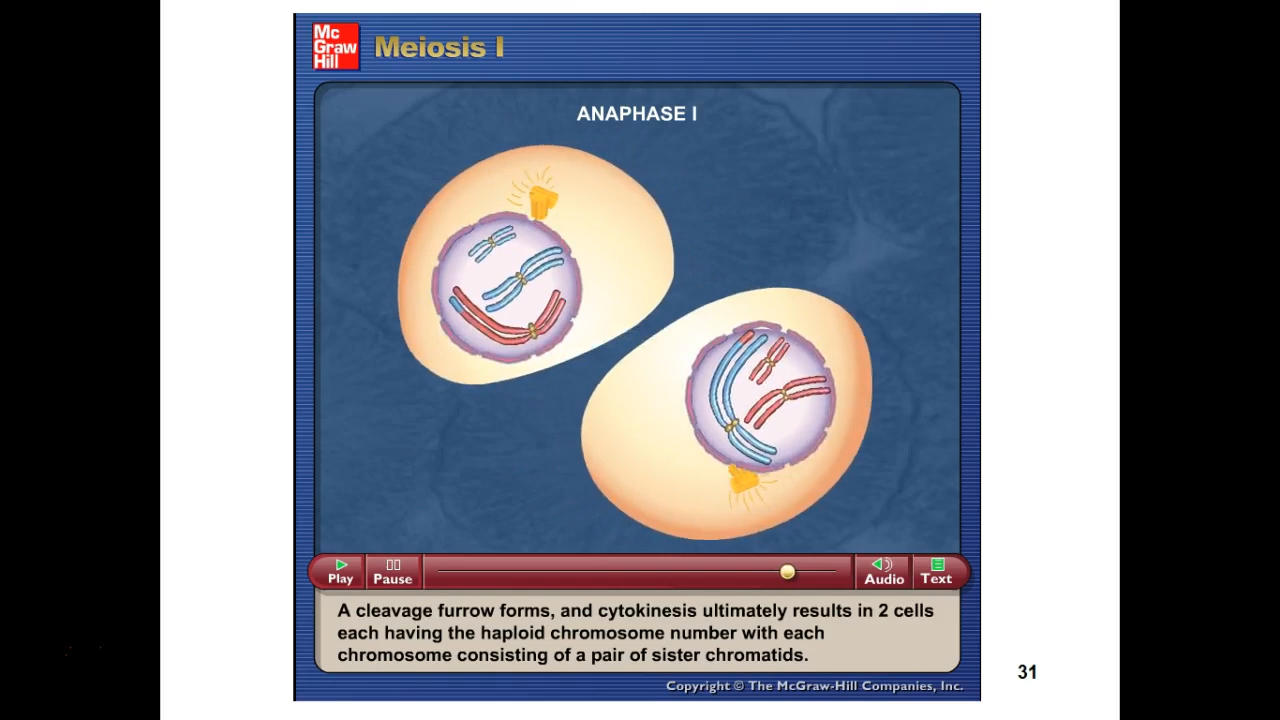 Mc
Graw
Hill
Meiosis I
ANAPHASE I
Play
Pause
Audio
Text
A cleavage furrow forms, and cytokinesis ultimately results in 2 cells
each having the haploid chromosome number with each
chromosome consisting of a pair of sister chromatids.
31
Copyright © The McGraw-Hill Companies, Inc.